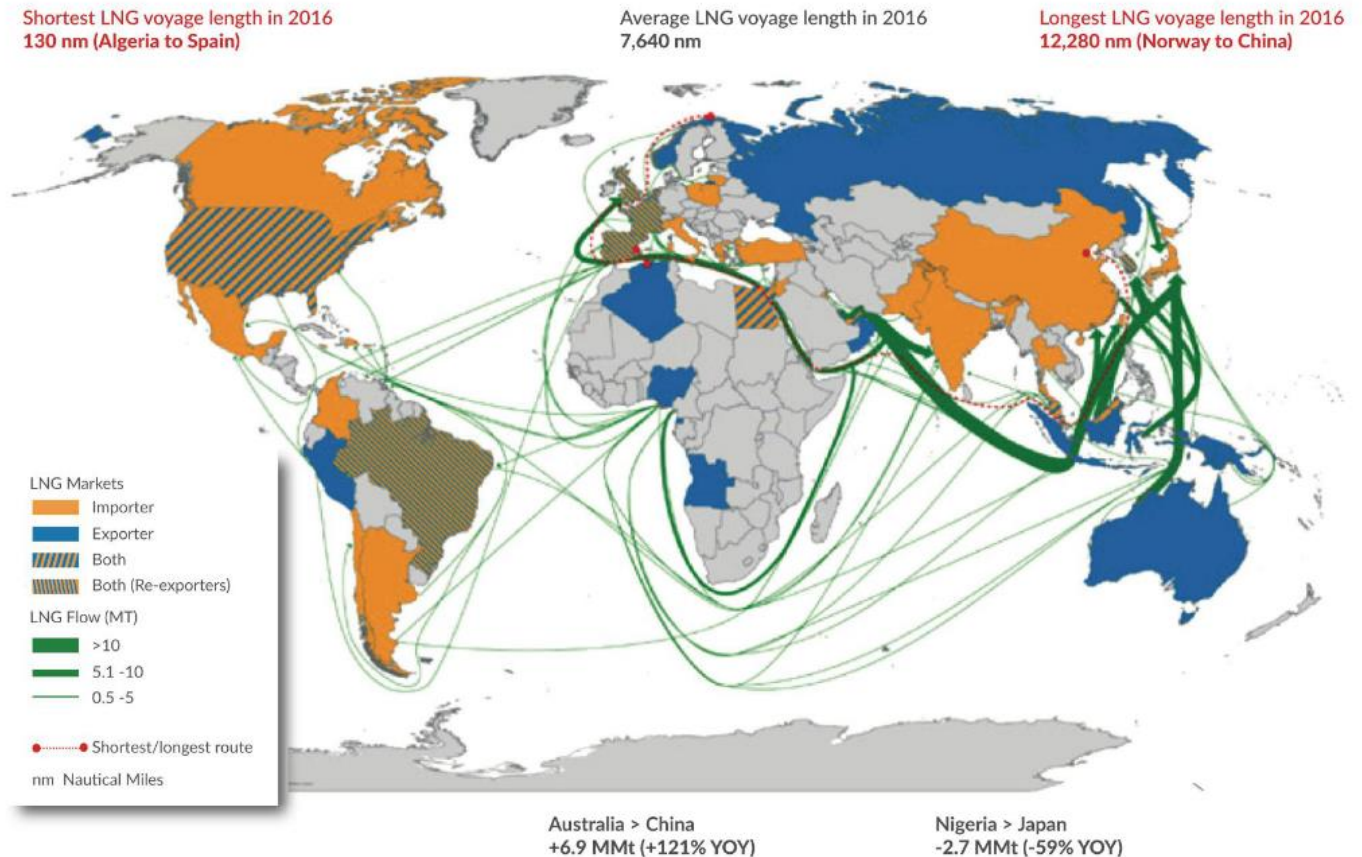 Shortest LNG voyage length in 2016
130 nm (Algeria to Spain)
Average LNG voyage length in 2016
7,640 nm
Longest LNG voyage length in 2016
12,280 nm (Norway to China)
LNG Markets
Importer
Exporter
Both
Both (Re-exporters)
LNG Flow (MT)
>10
5.1 -10
0.5 -5
Shortest/longest route
nm Nautical Miles
Australia > China
+6.9 MMt (+121% YOY)
Nigeria > Japan
-2.7 MMt (-59% YOY)